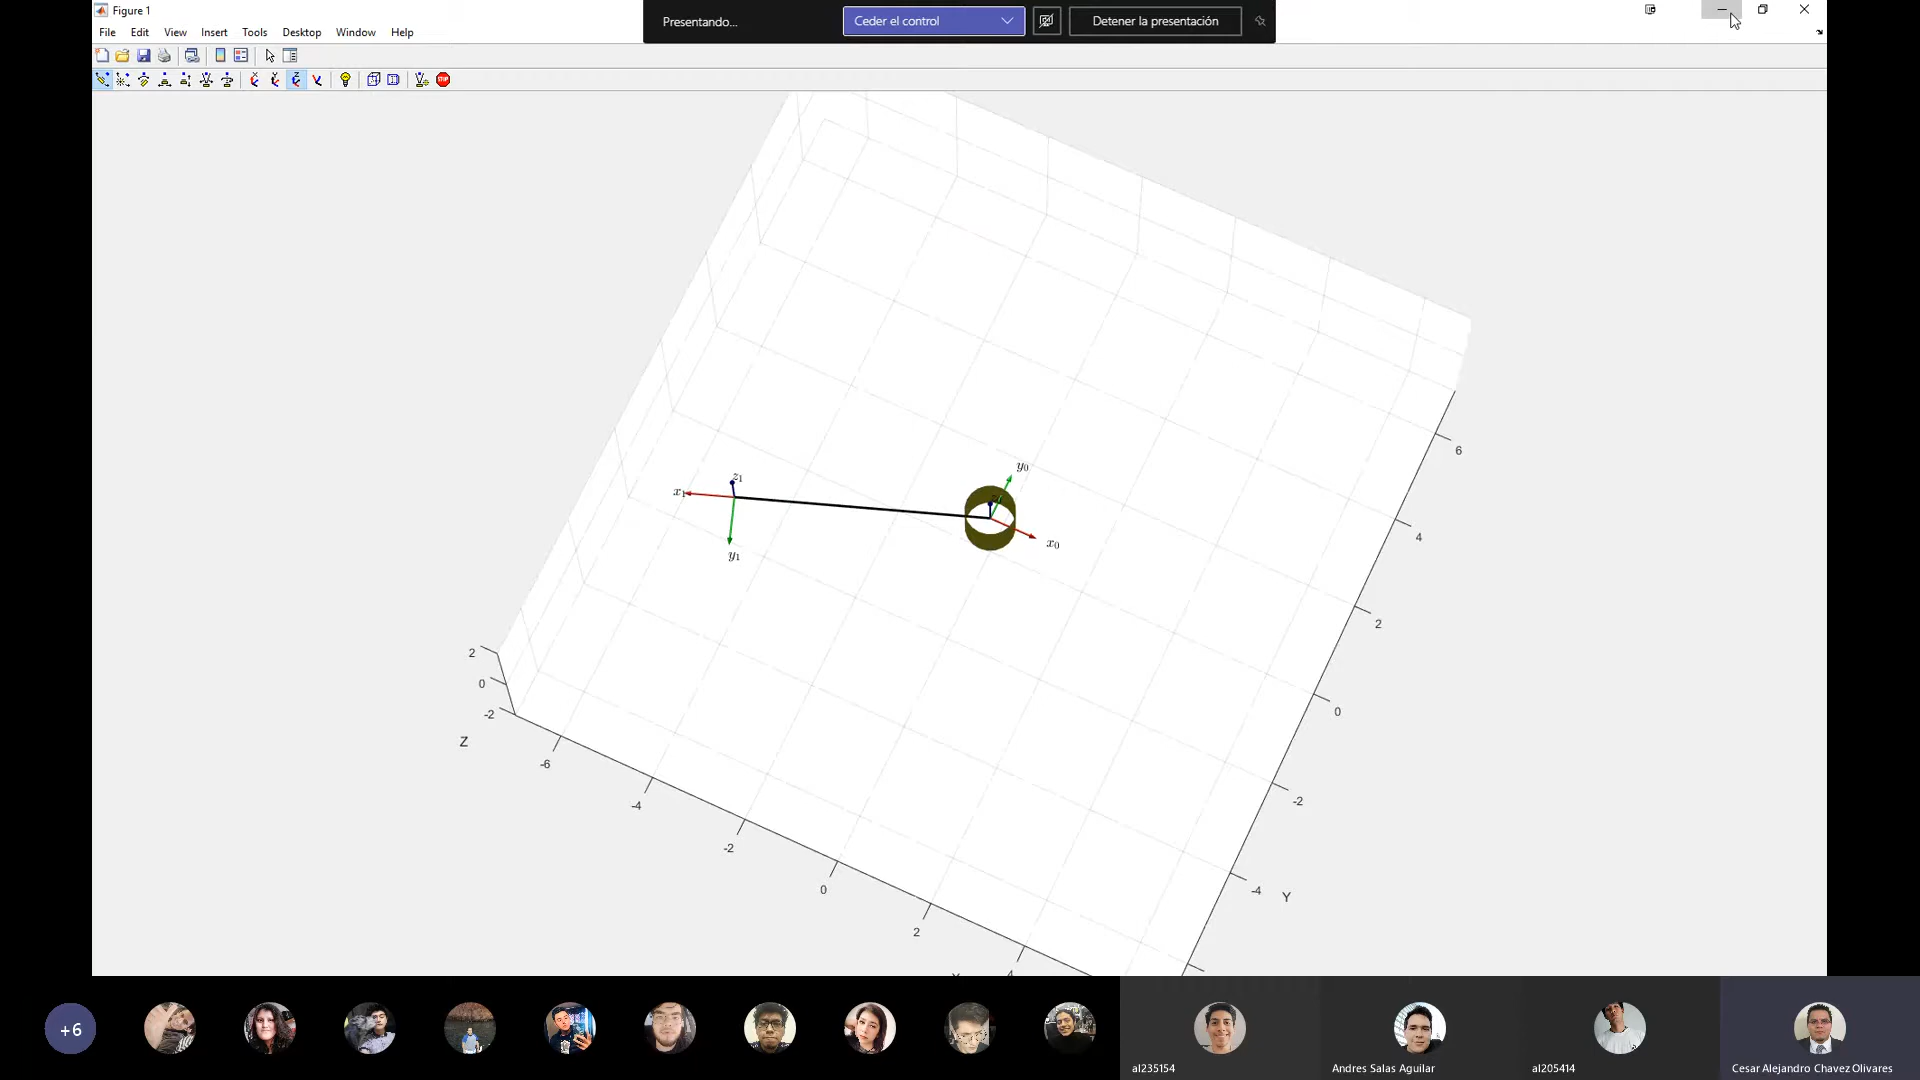 Figure 1
Presentando...
Ceder el control
Detener la presentación
File Edit View Insert Tools Desktop Window Help
STOP
6
4
2
0
-2
-4
Y
y0
x0
z1
x1
y1
2
0
-2
Z
-6
-4
-2
0
2
4
+6
al235154
Andres Salas Aguilar
al205414
Cesar Alejandro Chavez Olivares